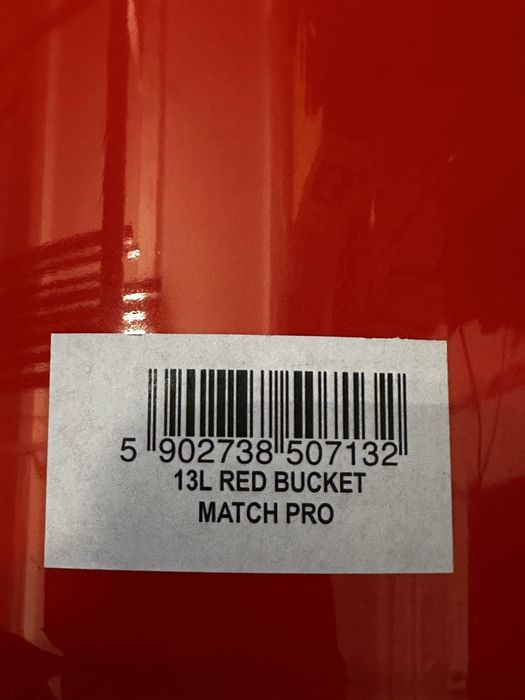 5 902738 507132
13L RED BUCKET
MATCH PRO